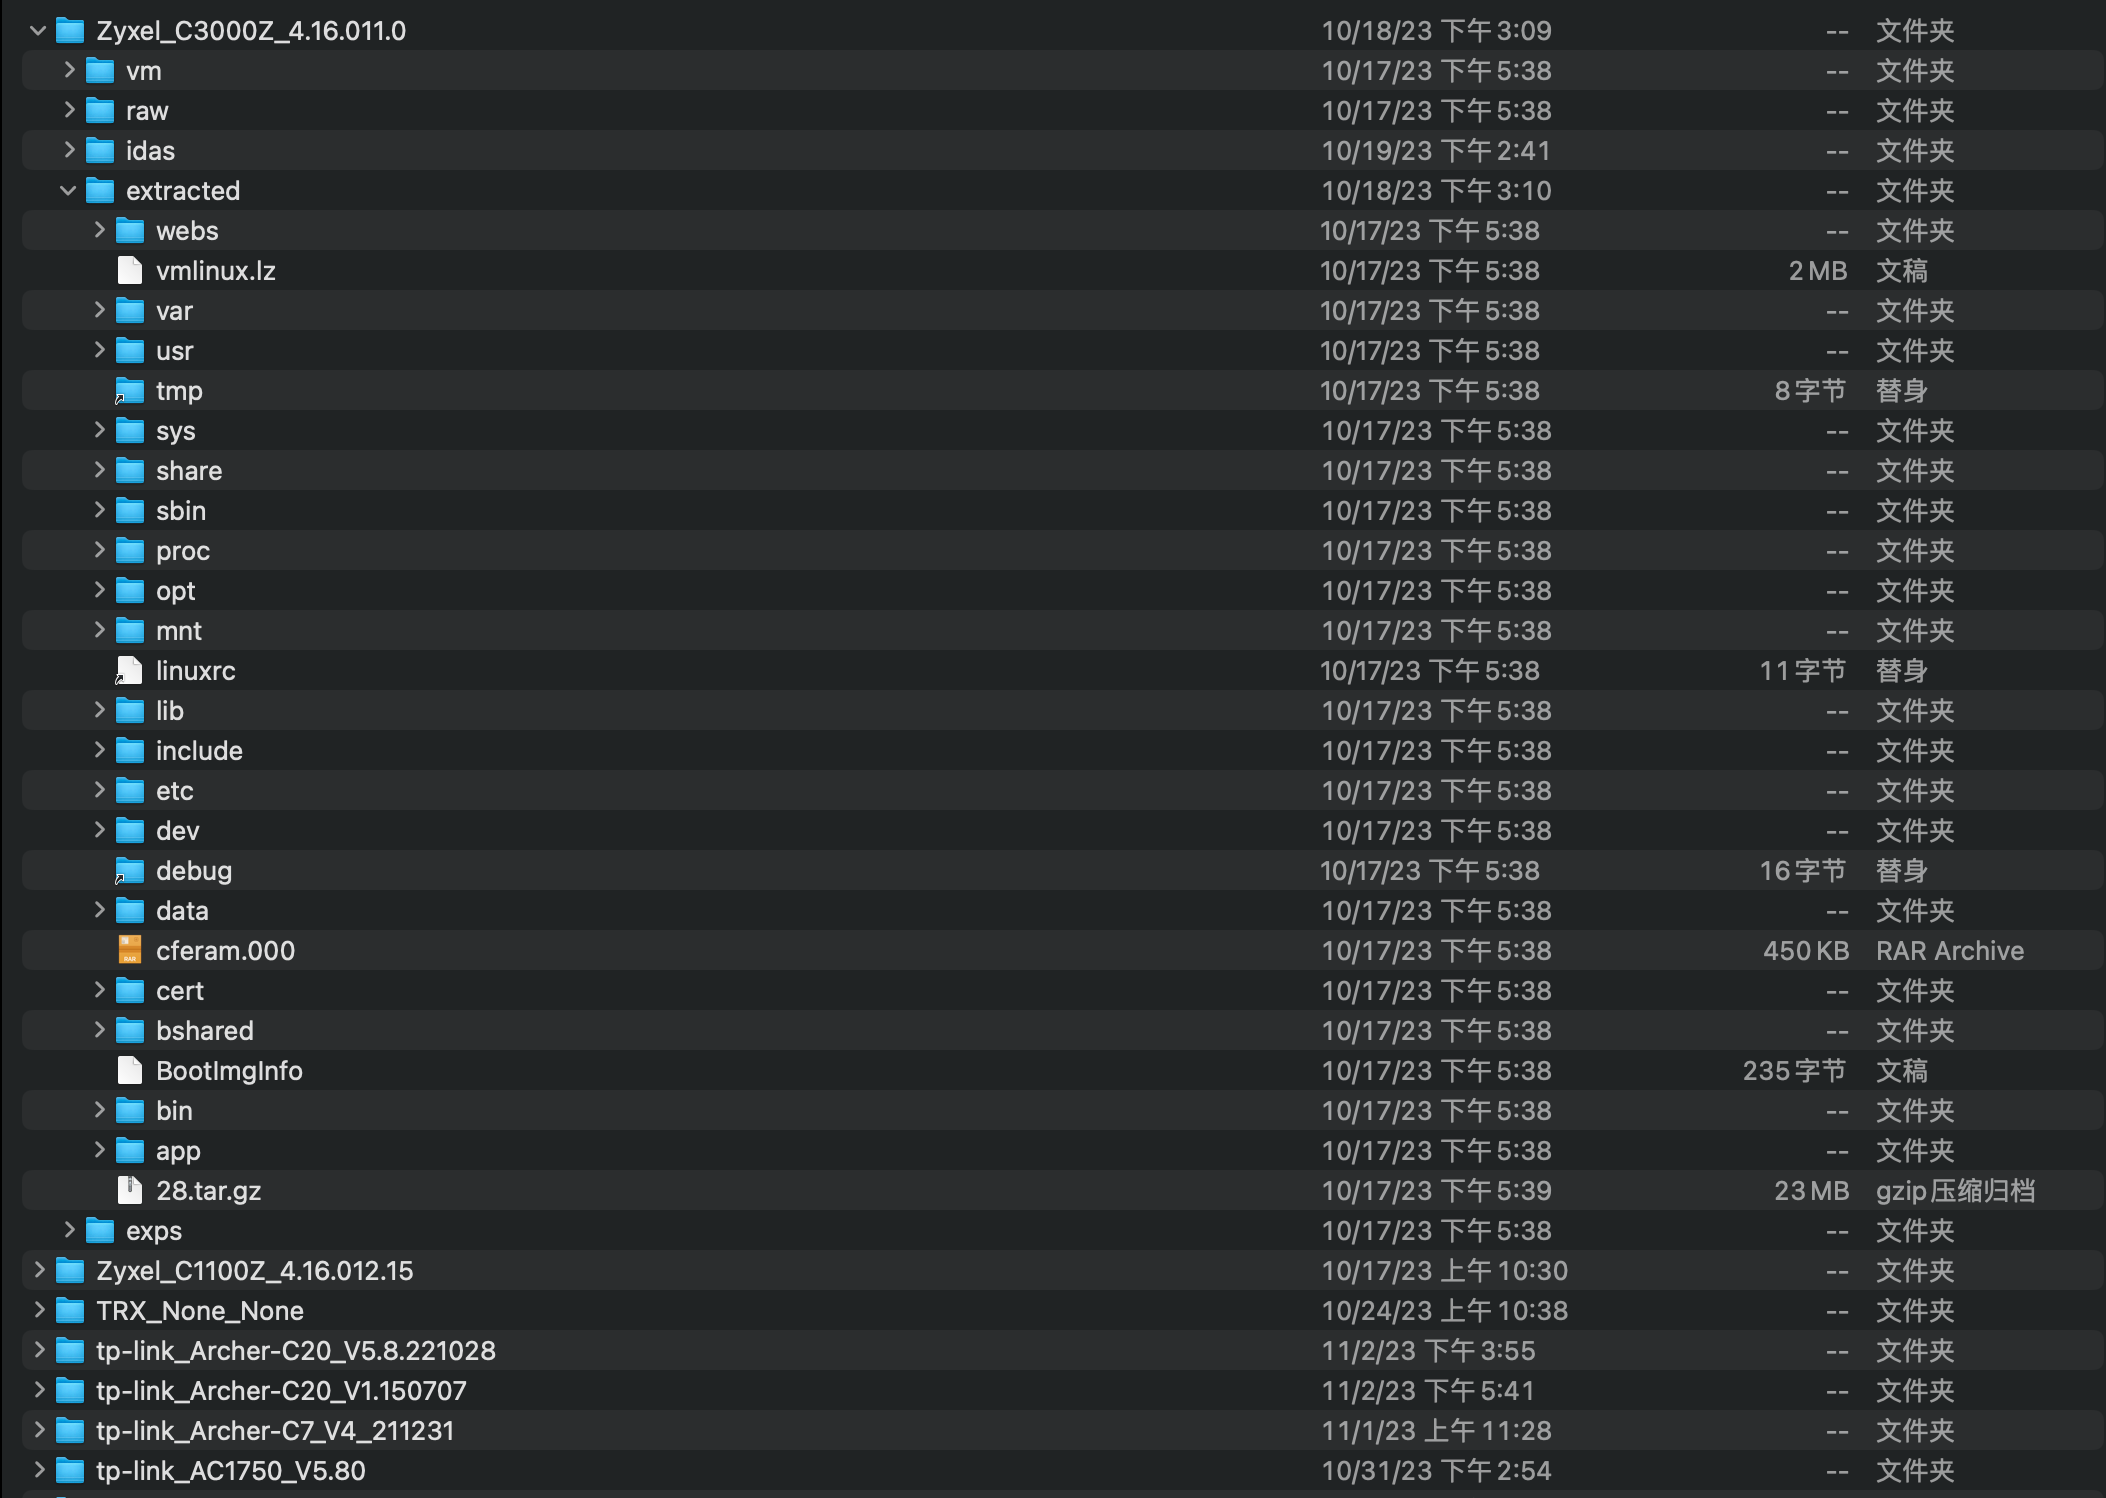 Zyxel_C3000Z_4.16.011.0 10/18/23 下午 3:09 -- 文件夹
vm 10/17/23 下午 5:38 -- 文件夹
raw 10/17/23 下午 5:38 -- 文件夹
idas 10/19/23 下午 2:41 -- 文件夹
extracted 10/18/23 下午 3:10 -- 文件夹
webs 10/17/23 下午 5:38 -- 文件夹
vmlinux.lz 10/17/23 下午 5:38 2 MB 文稿
var 10/17/23 下午 5:38 -- 文件夹
usr 10/17/23 下午 5:38 -- 文件夹
tmp 10/17/23 下午 5:38 8 字节 替身
sys 10/17/23 下午 5:38 -- 文件夹
share 10/17/23 下午 5:38 -- 文件夹
sbin 10/17/23 下午 5:38 -- 文件夹
proc 10/17/23 下午 5:38 -- 文件夹
opt 10/17/23 下午 5:38 -- 文件夹
mnt 10/17/23 下午 5:38 -- 文件夹
linuxrc 10/17/23 下午 5:38 11 字节 替身
lib 10/17/23 下午 5:38 -- 文件夹
include 10/17/23 下午 5:38 -- 文件夹
etc 10/17/23 下午 5:38 -- 文件夹
dev 10/17/23 下午 5:38 -- 文件夹
debug 10/17/23 下午 5:38 16 字节 替身
data 10/17/23 下午 5:38 -- 文件夹
cferam.000 10/17/23 下午 5:38 450 KB RAR Archive
cert 10/17/23 下午 5:38 -- 文件夹
bshared 10/17/23 下午 5:38 -- 文件夹
BootImgInfo 10/17/23 下午 5:38 235 字节 文稿
bin 10/17/23 下午 5:38 -- 文件夹
app 10/17/23 下午 5:38 -- 文件夹
28.tar.gz 10/17/23 下午 5:39 23 MB gzip 压缩归档
exps 10/17/23 下午 5:38 -- 文件夹
Zyxel_C1100Z_4.16.012.15 10/17/23 上午 10:30 -- 文件夹
TRX_None_None 10/24/23 上午 10:38 -- 文件夹
tp-link_Archer-C20_V5.8.221028 11/2/23 下午 3:55 -- 文件夹
tp-link_Archer-C20_V1.150707 11/2/23 下午 5:41 -- 文件夹
tp-link_Archer-C7_V4_211231 11/1/23 上午 11:28 -- 文件夹
tp-link_AC1750_V5.80 10/31/23 下午 2:54 -- 文件夹